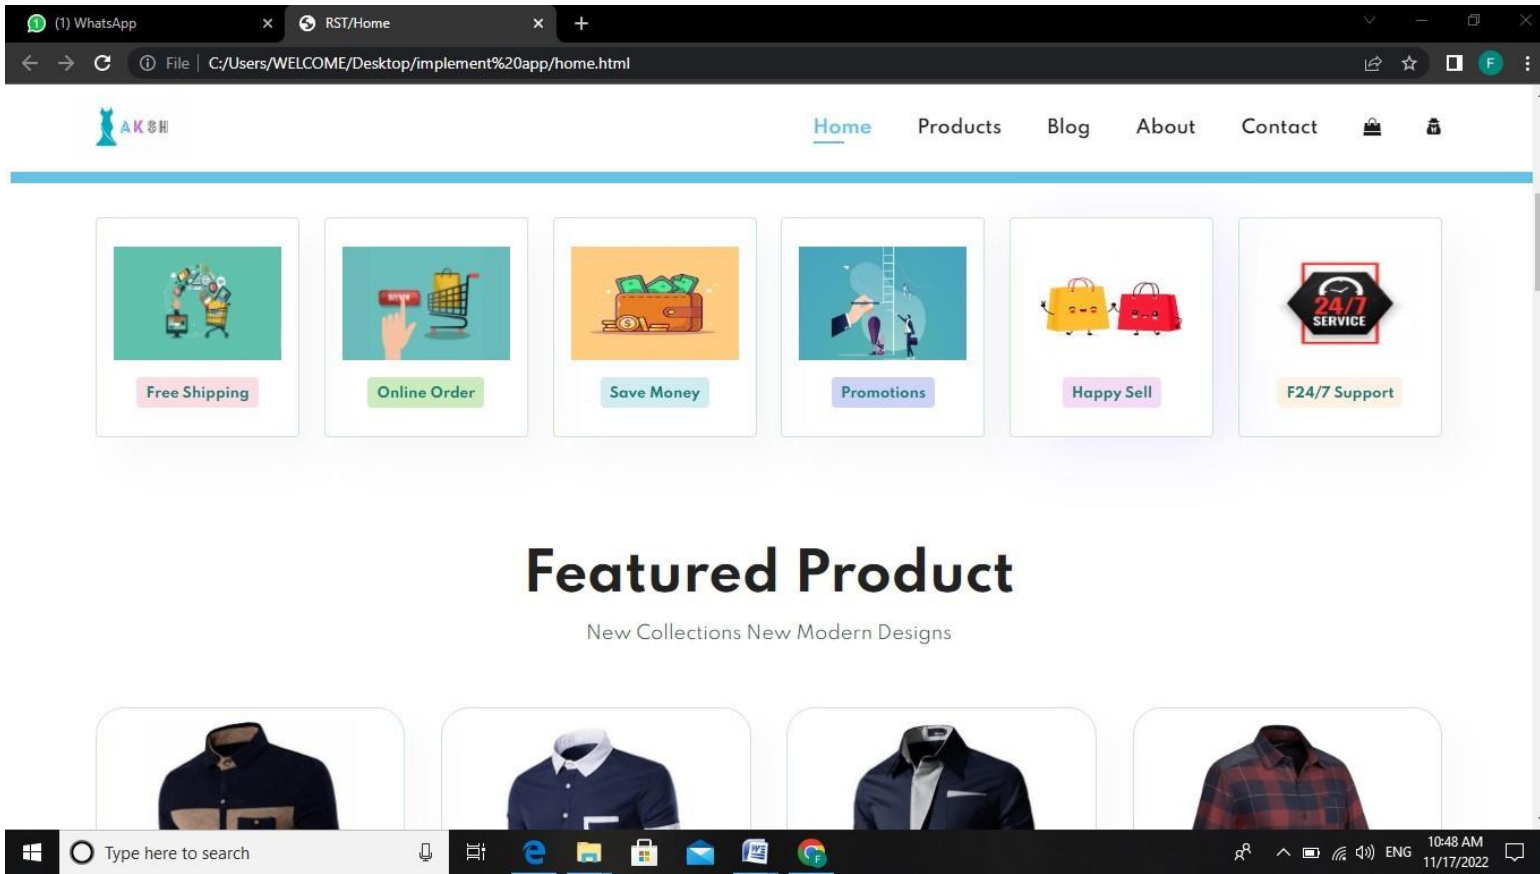 (1) WhatsApp
RST/Home
File | C:/Users/WELCOME/Desktop/implement%20app/home.html
F
AKSH
Home Products Blog About Contact
24/7
SERVICE
Free Shipping Online Order Save Money Promotions Happy Sell F24/7 Support
Featured Product
New Collections New Modern Designs
Type here to search
ENG
10:48 AM
11/17/2022